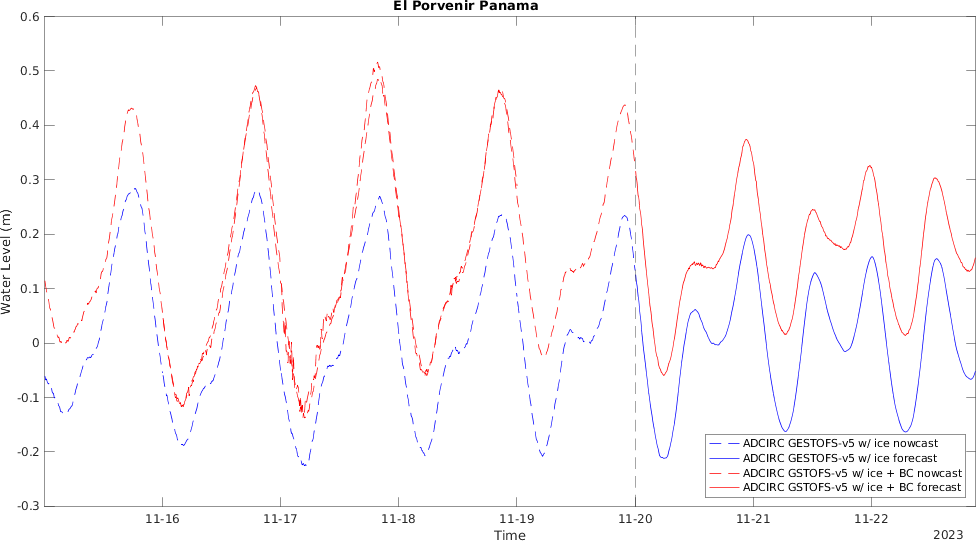 El Porvenir Panama
0.6
0.5
0.4
0.3
0.2
0.1
0
-0.1
-0.2
-0.3
Water Level (m)
11-16 11-17 11-18 11-19 11-20 11-21 11-22
Time
2023
ADCIRC GESTOFS-v5 w/ ice nowcast
ADCIRC GESTOFS-v5 w/ ice forecast
ADCIRC GSTOFS-v5 w/ ice + BC nowcast
ADCIRC GSTOFS-v5 w/ ice + BC forecast